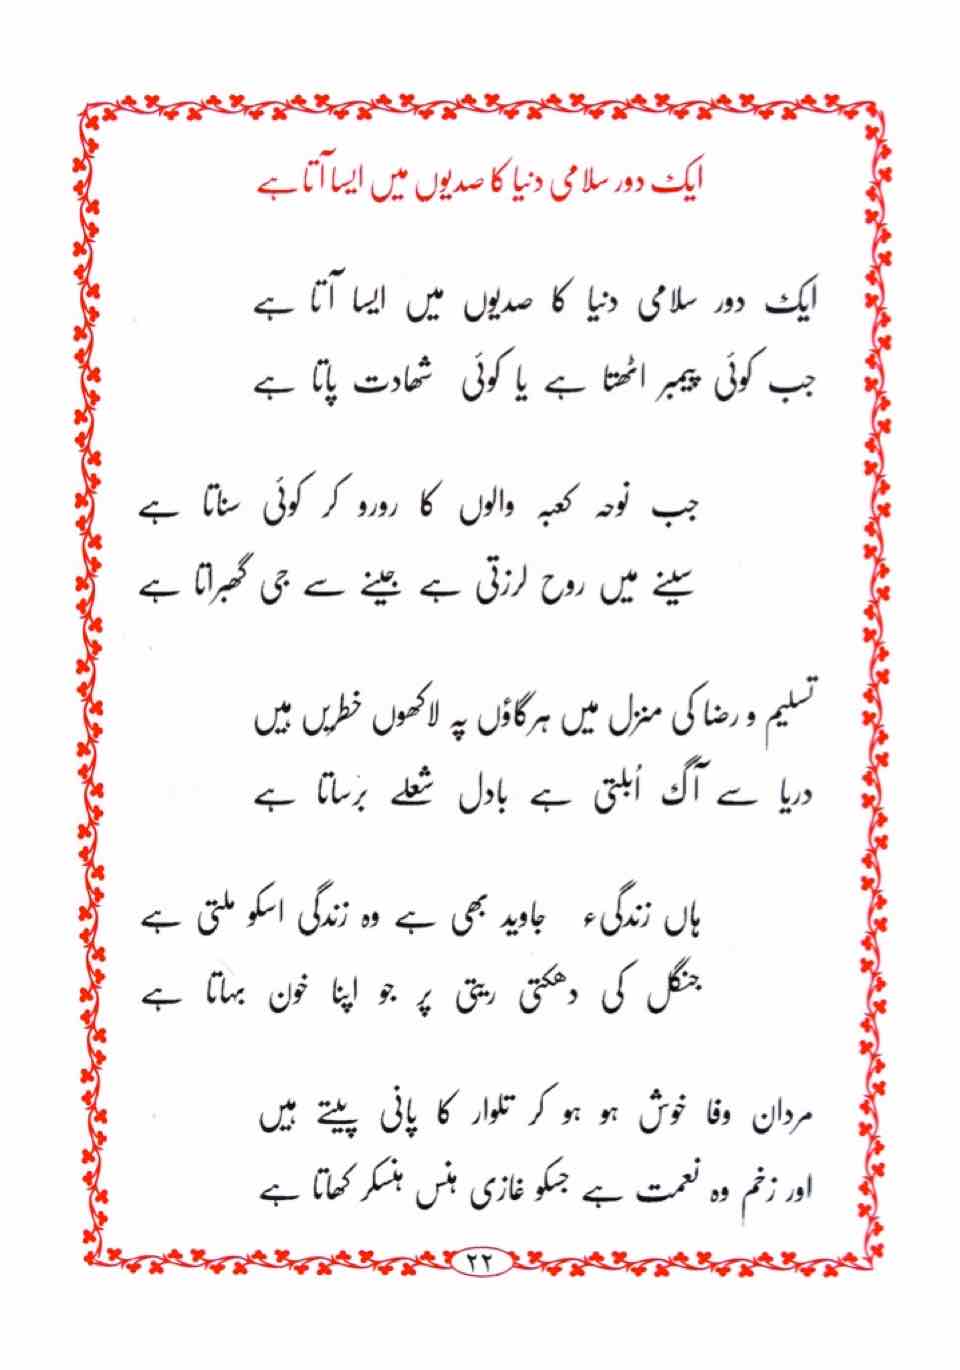 ایک دور سلامی دنیا کا صدیوں میں ایسا آتا ہے
ایک دور سلامی دنیا کا صدیوں میں ایسا آتا ہے
جب کوئی پیمبر اٹھتا ہے یا کوئی شھادت پاتا ہے
جب نوحہ کعبہ والوں کا رورو کر کوئی سناتا ہے
سینے میں روح لرزتی ہے جینے سے جی گھبراتا ہے
تسلیم و رضا کی منزل میں ہرگاؤں پہ لاکھوں خطریں ہیں
دریا سے آگ اُبلتی ہے بادل شعلے برساتا ہے
ہاں زندگیء جاوید بھی ہے وہ زندگی اسکو ملتی ہے
جنگل کی دھکتی ریتی پر جو اپنا خون بہاتا ہے
مردان وفا خوش ہو ہو کر تلوار کا پانی پیتے ہیں
اور زخم وہ نعمت ہے جسکو غازی ہنس ہنسکر کھاتا ہے
۲۲